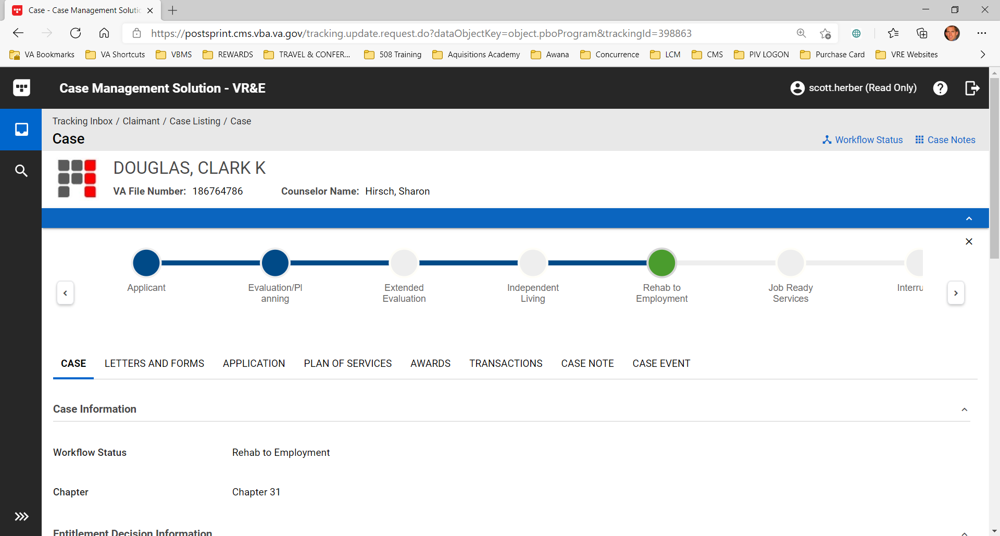 Case - Case Management Solutic
https://postsprint.cms.vba.va.gov/tracking.update.request.do?dataObjectKey=object.pboProgram&trackingId=398863
VA Bookmarks VA Shortcuts VBMS REWARDS TRAVEL & CONFER... 508 Training Aquisitions Academy Awana Concurrence LCM CMS PIV LOGON Purchase Card VRE Websites
Case Management Solution - VR&E
scott.herber (Read Only)
Tracking Inbox / Claimant / Case Listing / Case
Case
Workflow Status Case Notes
DOUGLAS, CLARK K
VA File Number: 186764786 Counselor Name: Hirsch, Sharon
Applicant
Evaluation/Pl
anning
Extended
Evaluation
Independent
Living
Rehab to
Employment
Job Ready
Services
Interru
CASE LETTERS AND FORMS APPLICATION PLAN OF SERVICES AWARDS TRANSACTIONS CASE NOTE CASE EVENT
Case Information
Workflow Status Rehab to Employment
Chapter Chapter 31
Entitlement Decision Information